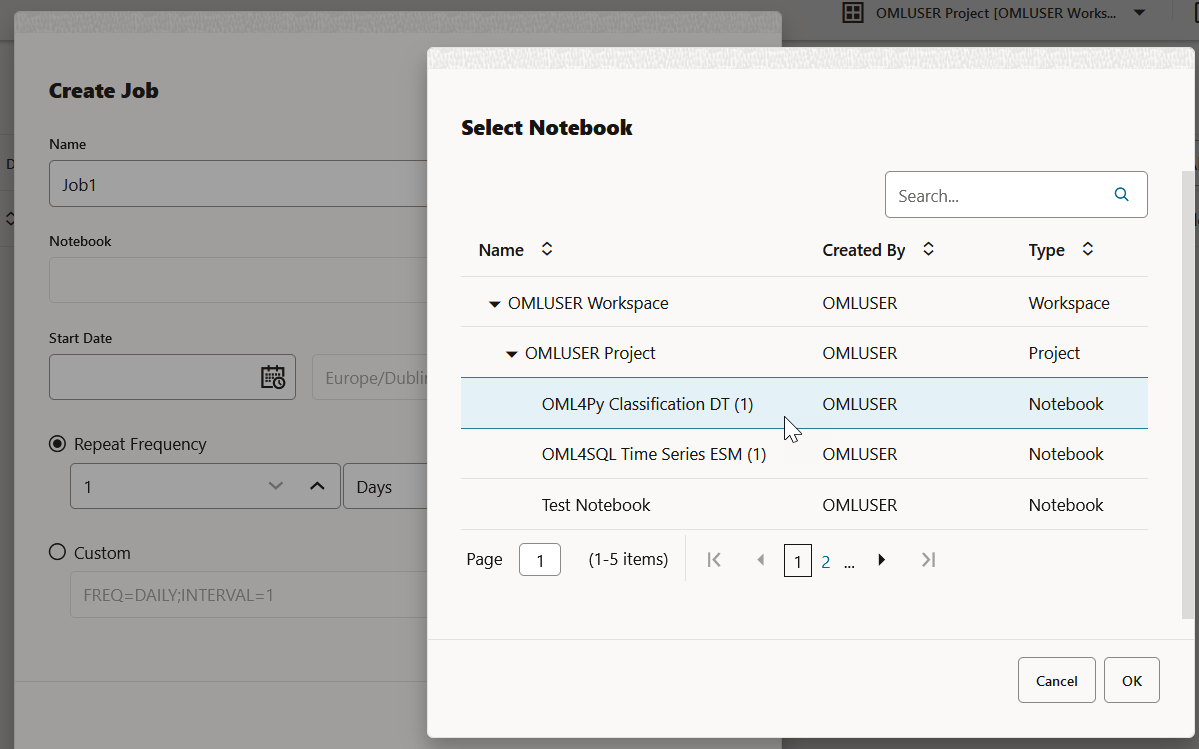 OMLUSER Project [OMLUSER Works...
Create Job
Name
Job1
Notebook
Start Date
Europe/Dublin
Repeat Frequency
1 Days
Custom
FREQ=DAILY;INTERVAL=1
Select Notebook
Search...
Name Created By Type
OMLUSER Workspace OMLUSER Workspace
OMLUSER Project OMLUSER Project
OML4Py Classification DT (1) OMLUSER Notebook
OML4SQL Time Series ESM (1) OMLUSER Notebook
Test Notebook OMLUSER Notebook
Page 1 (1-5 items) 1 2 ...
Cancel OK